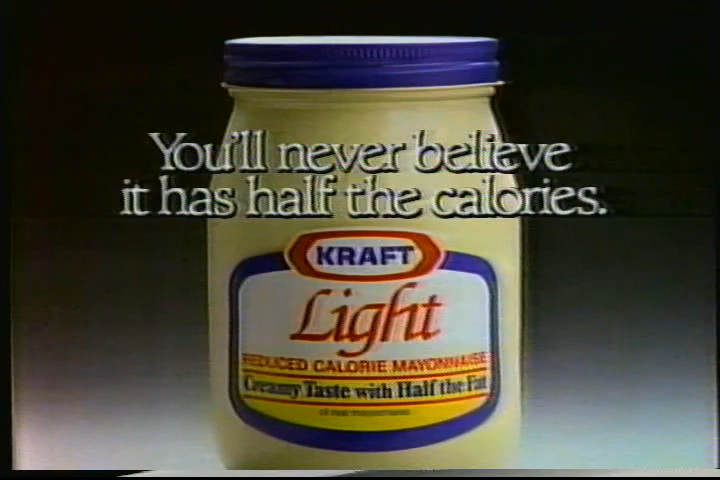 You'll never believe
it has half the calories.
KRAFT
Light
REDUCED CALORIE MAYONNAISE
Creamy Taste with Half the Fat